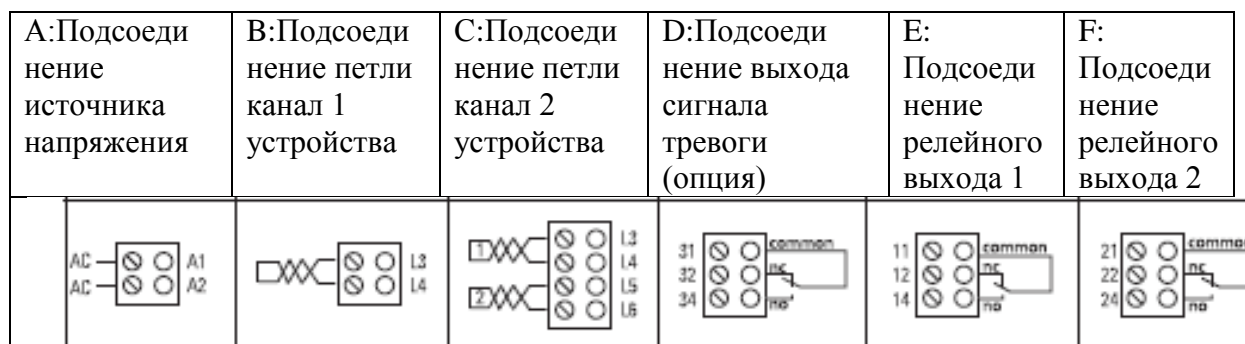 A:Подсоеди
нение
источника
напряжения
B:Подсоеди
нение петли
канал 1
устройства
C:Подсоеди
нение петли
канал 2
устройства
D:Подсоеди
нение выхода
сигнала
тревоги
(опция)
E:
Подсоеди
нение
релейного
выхода 1
F:
Подсоеди
нение
релейного
выхода 2
AC A1
AC A2
L3
L4
1 L3
L4
2 L5
L6
31 common
32 nc
34 no
11 common
12 nc
14 no
21 common
22 nc
24 no